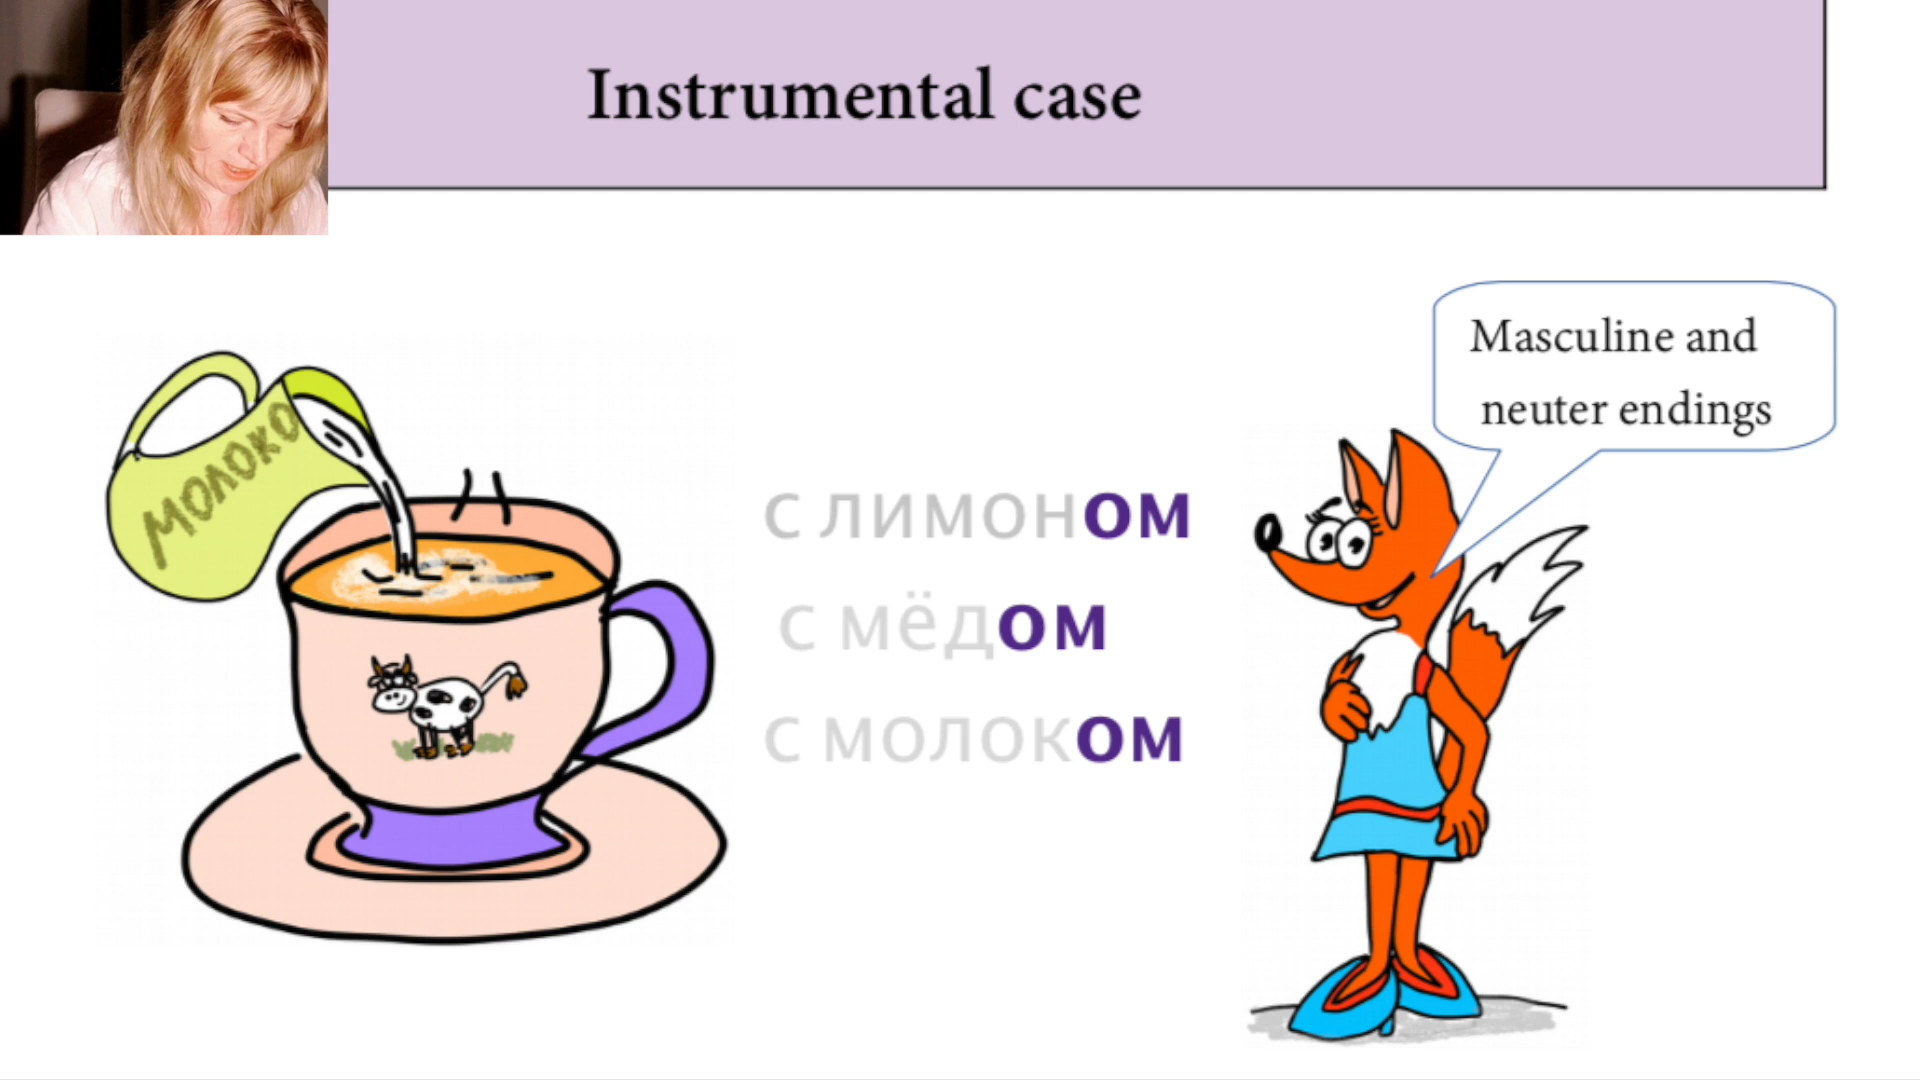 Instrumental case
Masculine and
neuter endings
молоко
с лимоном
с мёдом
с молоком